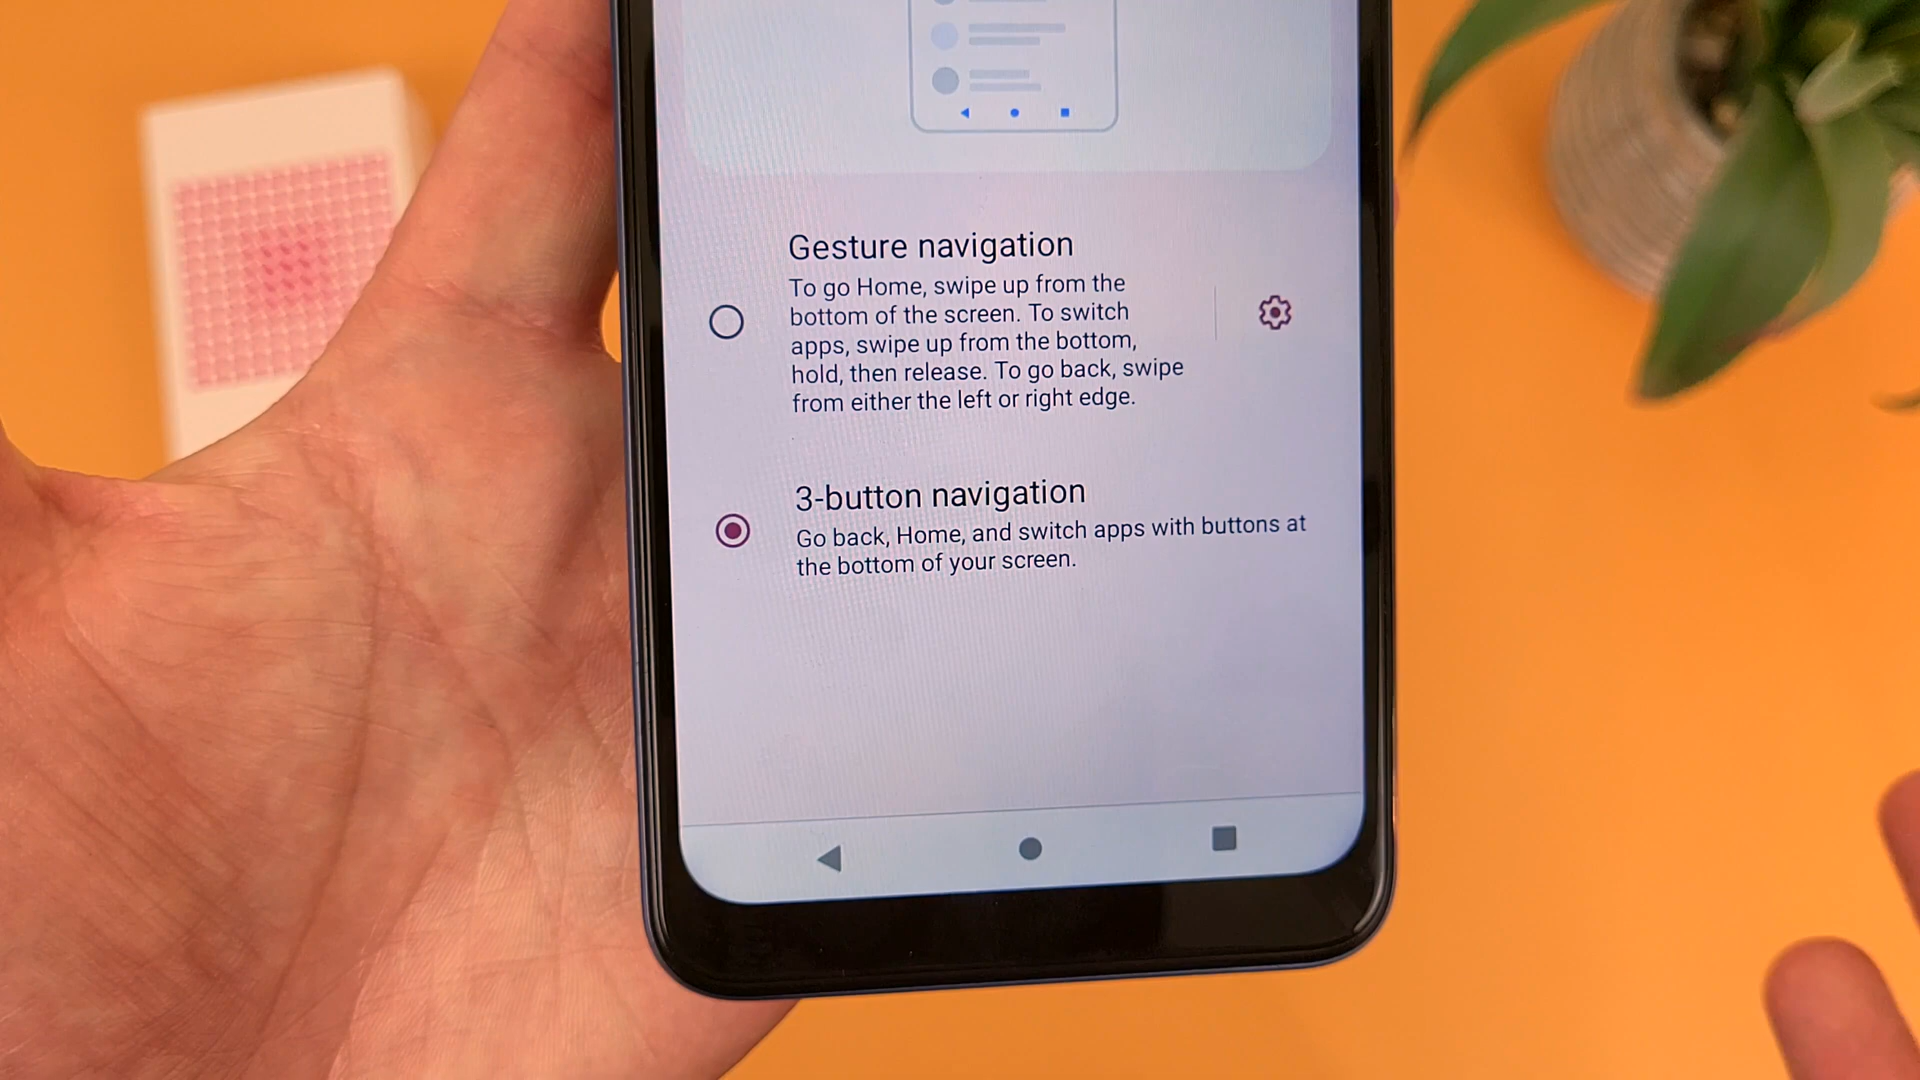 Gesture navigation
To go Home, swipe up from the
bottom of the screen. To switch
apps, swipe up from the bottom,
hold, then release. To go back, swipe
from either the left or right edge.
3-button navigation
Go back, Home, and switch apps with buttons at
the bottom of your screen.